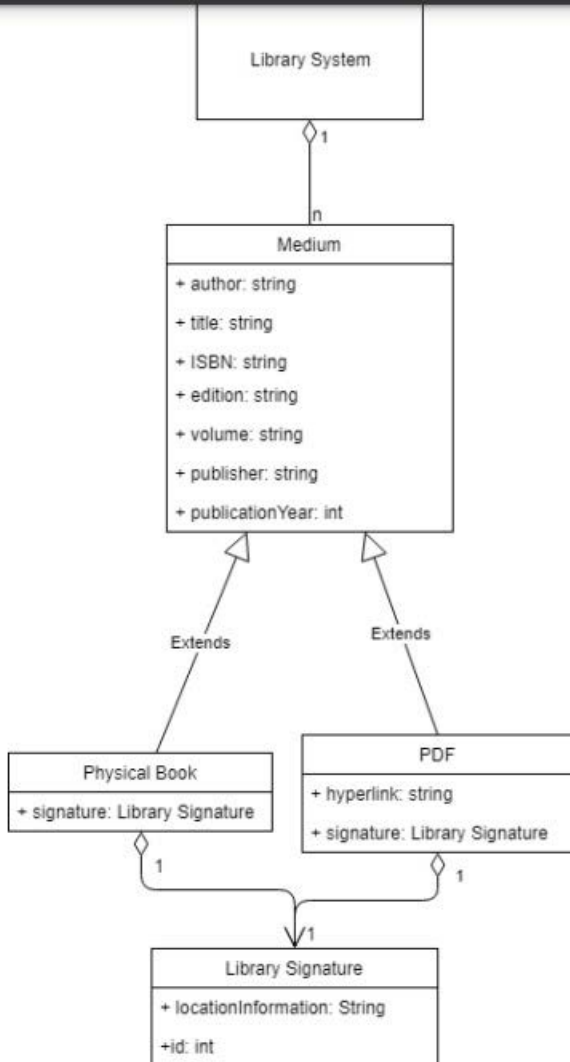 Library System
1
n
Medium
+ author: string
+ title: string
+ ISBN: string
+ edition: string
+ volume: string
+ publisher: string
+ publicationYear: int
Extends
Extends
Physical Book
+ signature: Library Signature
PDF
+ hyperlink: string
+ signature: Library Signature
1
1
1
Library Signature
+ locationInformation: String
+id: int